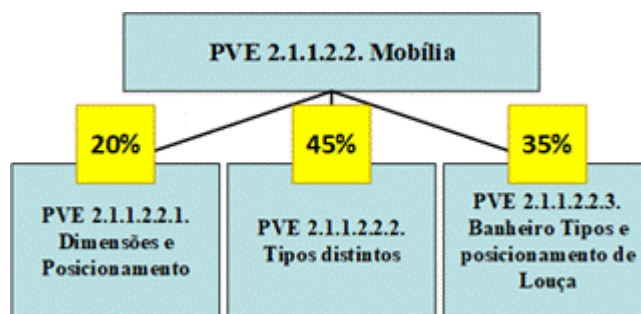 PVE 2.1.1.2.2. Mobília
20%
45%
35%
PVE 2.1.1.2.2.1.
Dimensões e
Posicionamento
PVE 2.1.1.2.2.2.
Tipos distintos
PVE 2.1.1.2.2.3.
Banheiro Tipos e
posicionamento de
Louça